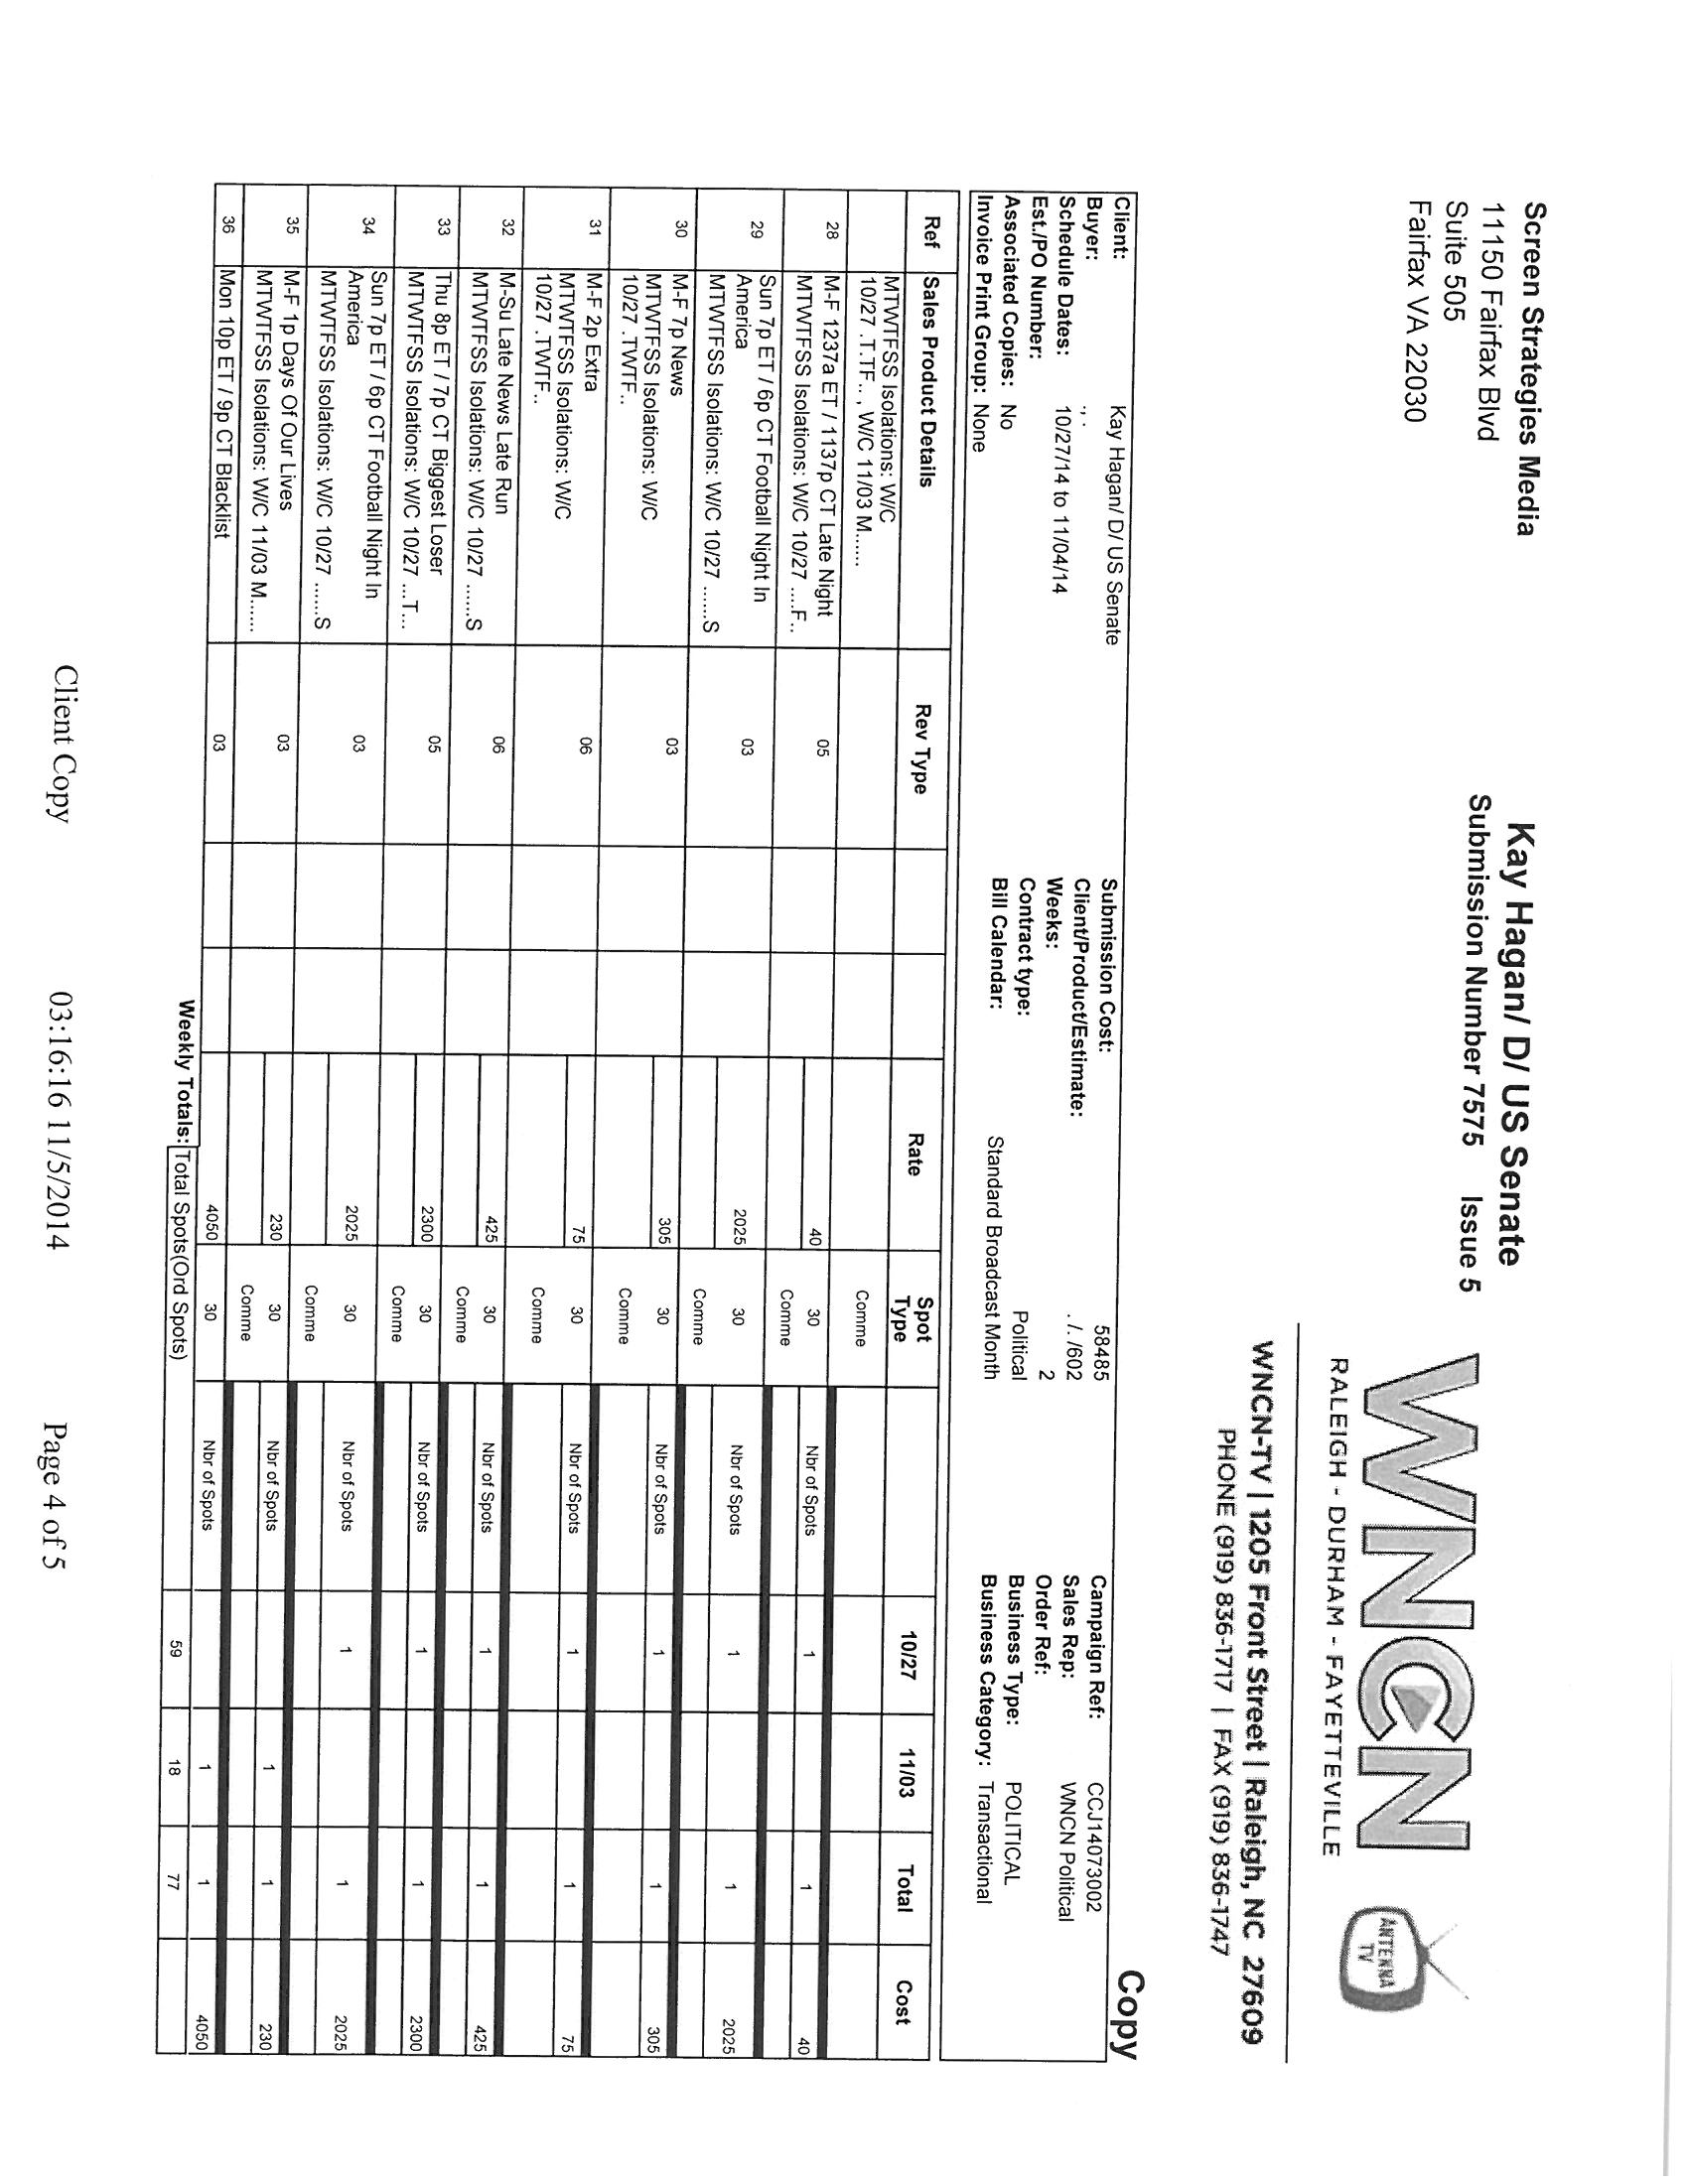 Screen Strategies Media
11150 Fairfax Blvd
Suite 505
Fairfax VA 22030
Kay Hagan/ D/ US Senate
Submission Number 7575 Issue 5
WNCN
RALEIGH - DURHAM - FAYETTEVILLE
ANTENNA
TV
WNCN-TV | 1205 Front Street | Raleigh, NC 27609
PHONE (919) 836-1717 | FAX (919) 836-1747
Copy
Client: Kay Hagan/ D/ US Senate Submission Cost: 58485 Campaign Ref: CCJ14073002
Buyer: ., . Client/Product/Estimate: . /. /602 Sales Rep: WNCN Political
Schedule Dates: 10/27/14 to 11/04/14 Weeks: 2 Order Ref:
Est./PO Number: Contract type: Political Business Type: POLITICAL
Associated Copies: No Bill Calendar: Standard Broadcast Month Business Category: Transactional
Invoice Print Group: None
Ref Sales Product Details Rev Type Rate Spot Type 10/27 11/03 Total Cost
MTWTFSS Isolations: W/C Comme
10/27 .T.TF.. , W/C 11/03 M......
28 M-F 1237a ET / 1137p CT Late Night 05 40 30 Nbr of Spots 1 1 40
MTWTFSS Isolations: W/C 10/27 ....F.. Comme
29 Sun 7p ET / 6p CT Football Night In 03 2025 30 Nbr of Spots 1 1 2025
America
MTWTFSS Isolations: W/C 10/27 ......S Comme
30 M-F 7p News 03 305 30 Nbr of Spots 1 1 305
MTWTFSS Isolations: W/C
10/27 .TWTF.. Comme
31 M-F 2p Extra 06 75 30 Nbr of Spots 1 1 75
MTWTFSS Isolations: W/C
10/27 .TWTF.. Comme
32 M-Su Late News Late Run 06 425 30 Nbr of Spots 1 1 425
MTWTFSS Isolations: W/C 10/27 ......S Comme
33 Thu 8p ET / 7p CT Biggest Loser 05 2300 30 Nbr of Spots 1 1 2300
MTWTFSS Isolations: W/C 10/27 ...T... Comme
34 Sun 7p ET / 6p CT Football Night In 03 2025 30 Nbr of Spots 1 1 2025
America
MTWTFSS Isolations: W/C 10/27 ......S Comme
35 M-F 1p Days Of Our Lives 03 230 30 Nbr of Spots 1 1 230
MTWTFSS Isolations: W/C 11/03 M...... Comme
36 Mon 10p ET / 9p CT Blacklist 03 4050 30 Nbr of Spots 1 1 4050
Weekly Totals: Total Spots(Ord Spots) 59 18 77
Client Copy 03:16:16 11/5/2014 Page 4 of 5